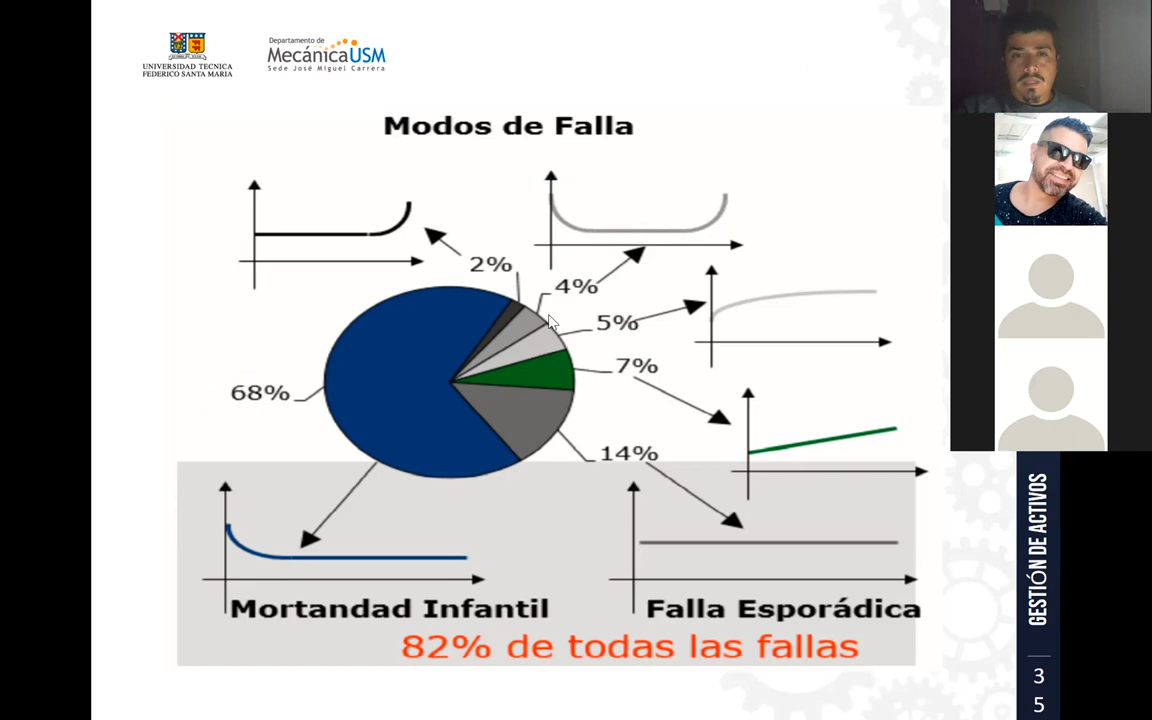 UNIVERSIDAD TECNICA
FEDERICO SANTA MARIA
Departamento de
MecánicaUSM
Sede José Miguel Carrera
Modos de Falla
2%
4%
5%
7%
68%
14%
Mortandad Infantil
Falla Esporádica
82% de todas las fallas
GESTIÓN DE ACTIVOS
3
5